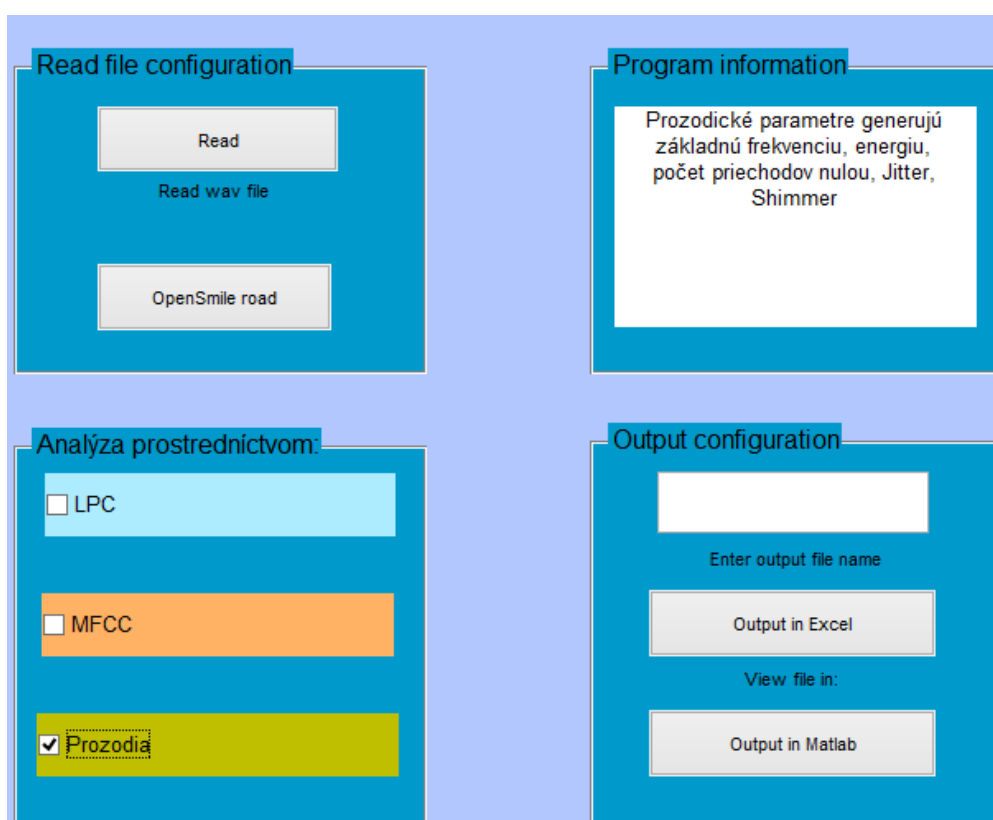 Read file configuration
Read
Read wav file
OpenSmile road
Program information
Prozodické parametre generujú
základnú frekvenciu, energiu,
počet priechodov nulou, Jitter,
Shimmer
Analýza prostredníctvom:
LPC
MFCC
Prozodia
Output configuration
Enter output file name
Output in Excel
View file in:
Output in Matlab